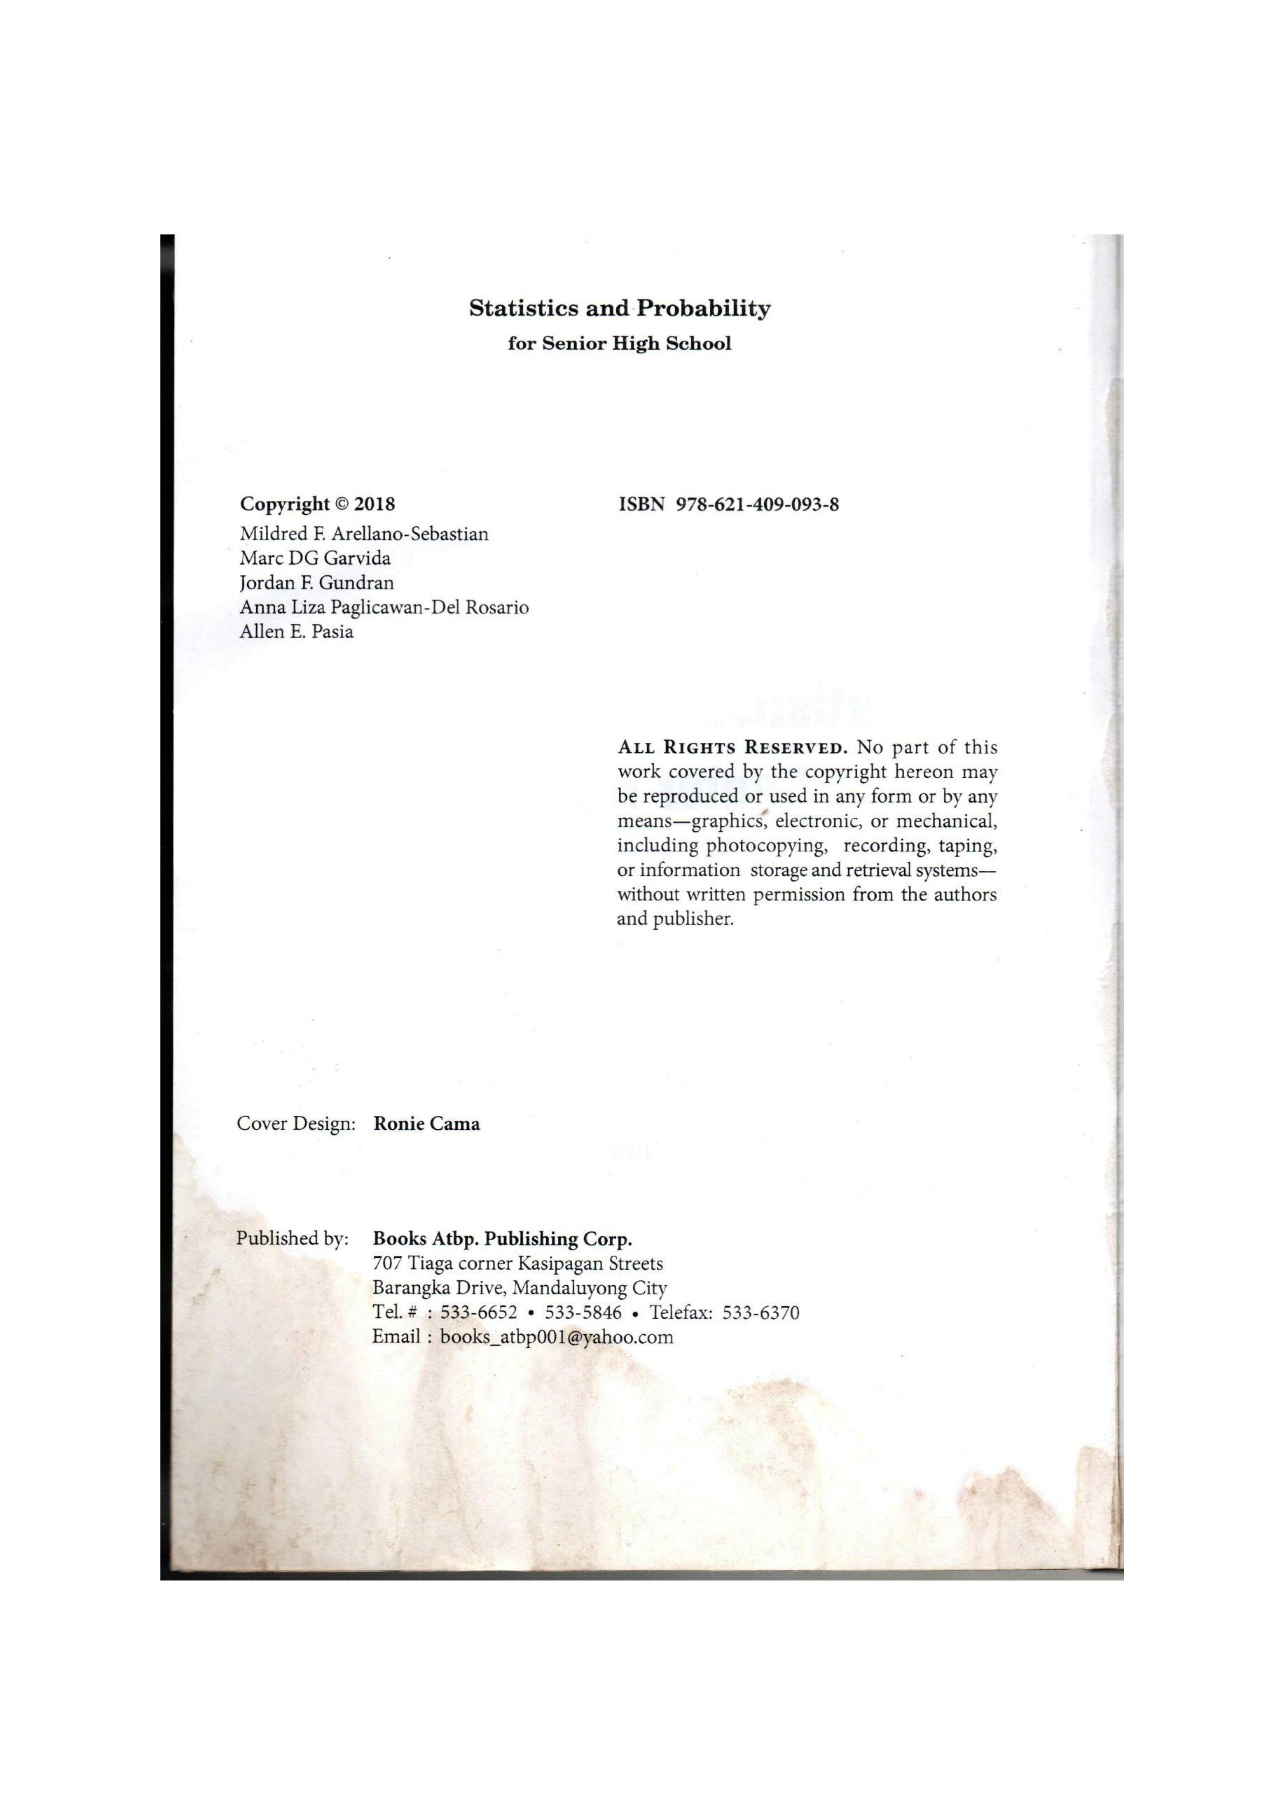 Statistics and Probability
for Senior High School
Copyright © 2018
Mildred F. Arellano-Sebastian
Marc DG Garvida
Jordan F. Gundran
Anna Liza Paglicawan-Del Rosario
Allen E. Pasia
ISBN 978-621-409-093-8
ALL RIGHTS RESERVED. No part of this
work covered by the copyright hereon may
be reproduced or used in any form or by any
means—graphics, electronic, or mechanical,
including photocopying, recording, taping,
or information storage and retrieval systems—
without written permission from the authors
and publisher.
Cover Design: Ronie Cama
Published by: Books Atbp. Publishing Corp.
707 Tiaga corner Kasipagan Streets
Barangka Drive, Mandaluyong City
Tel. # : 533-6652 • 533-5846 • Telefax: 533-6370
Email : books_atbp001@yahoo.com